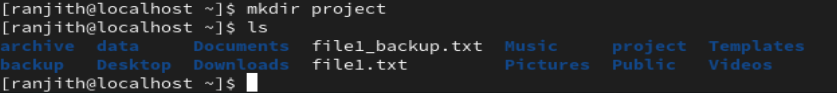 [ranjith@localhost ~]$ mkdir project
[ranjith@localhost ~]$ ls
archive  data     Documents  file1_backup.txt  Music     project  Templates
backup   Desktop  Downloads  file1.txt         Pictures  Public   Videos
[ranjith@localhost ~]$